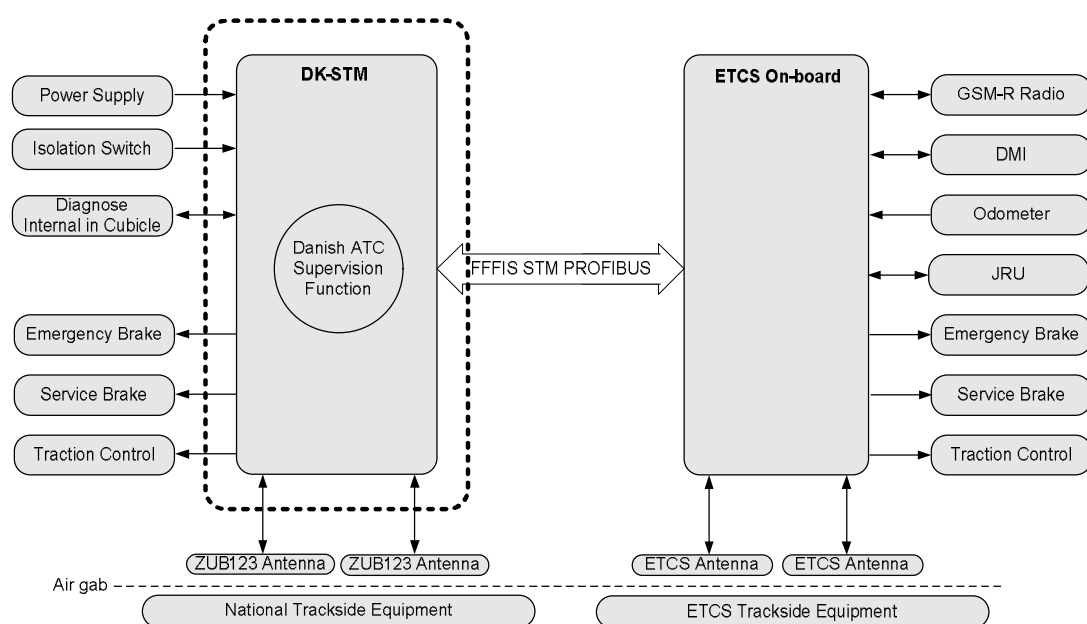 DK-STM
ETCS On-board
Power Supply
Isolation Switch
Diagnose
Internal in Cubicle
Emergency Brake
Service Brake
Traction Control
Danish ATC
Supervision
Function
FFFIS STM PROFIBUS
GSM-R Radio
DMI
Odometer
JRU
Emergency Brake
Service Brake
Traction Control
ZUB123 Antenna
ZUB123 Antenna
ETCS Antenna
ETCS Antenna
Air gab
National Trackside Equipment
ETCS Trackside Equipment